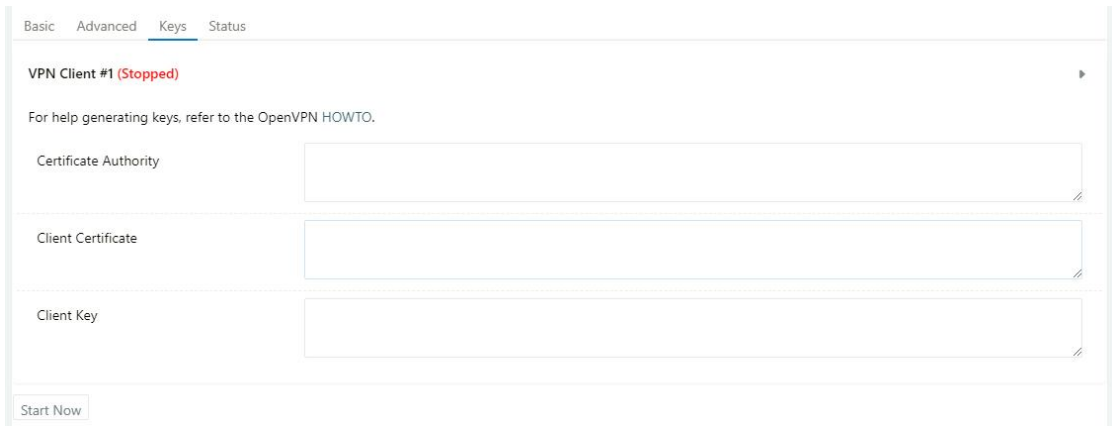 Basic Advanced Keys Status
VPN Client #1 (Stopped)
For help generating keys, refer to the OpenVPN HOWTO.
Certificate Authority
Client Certificate
Client Key
Start Now